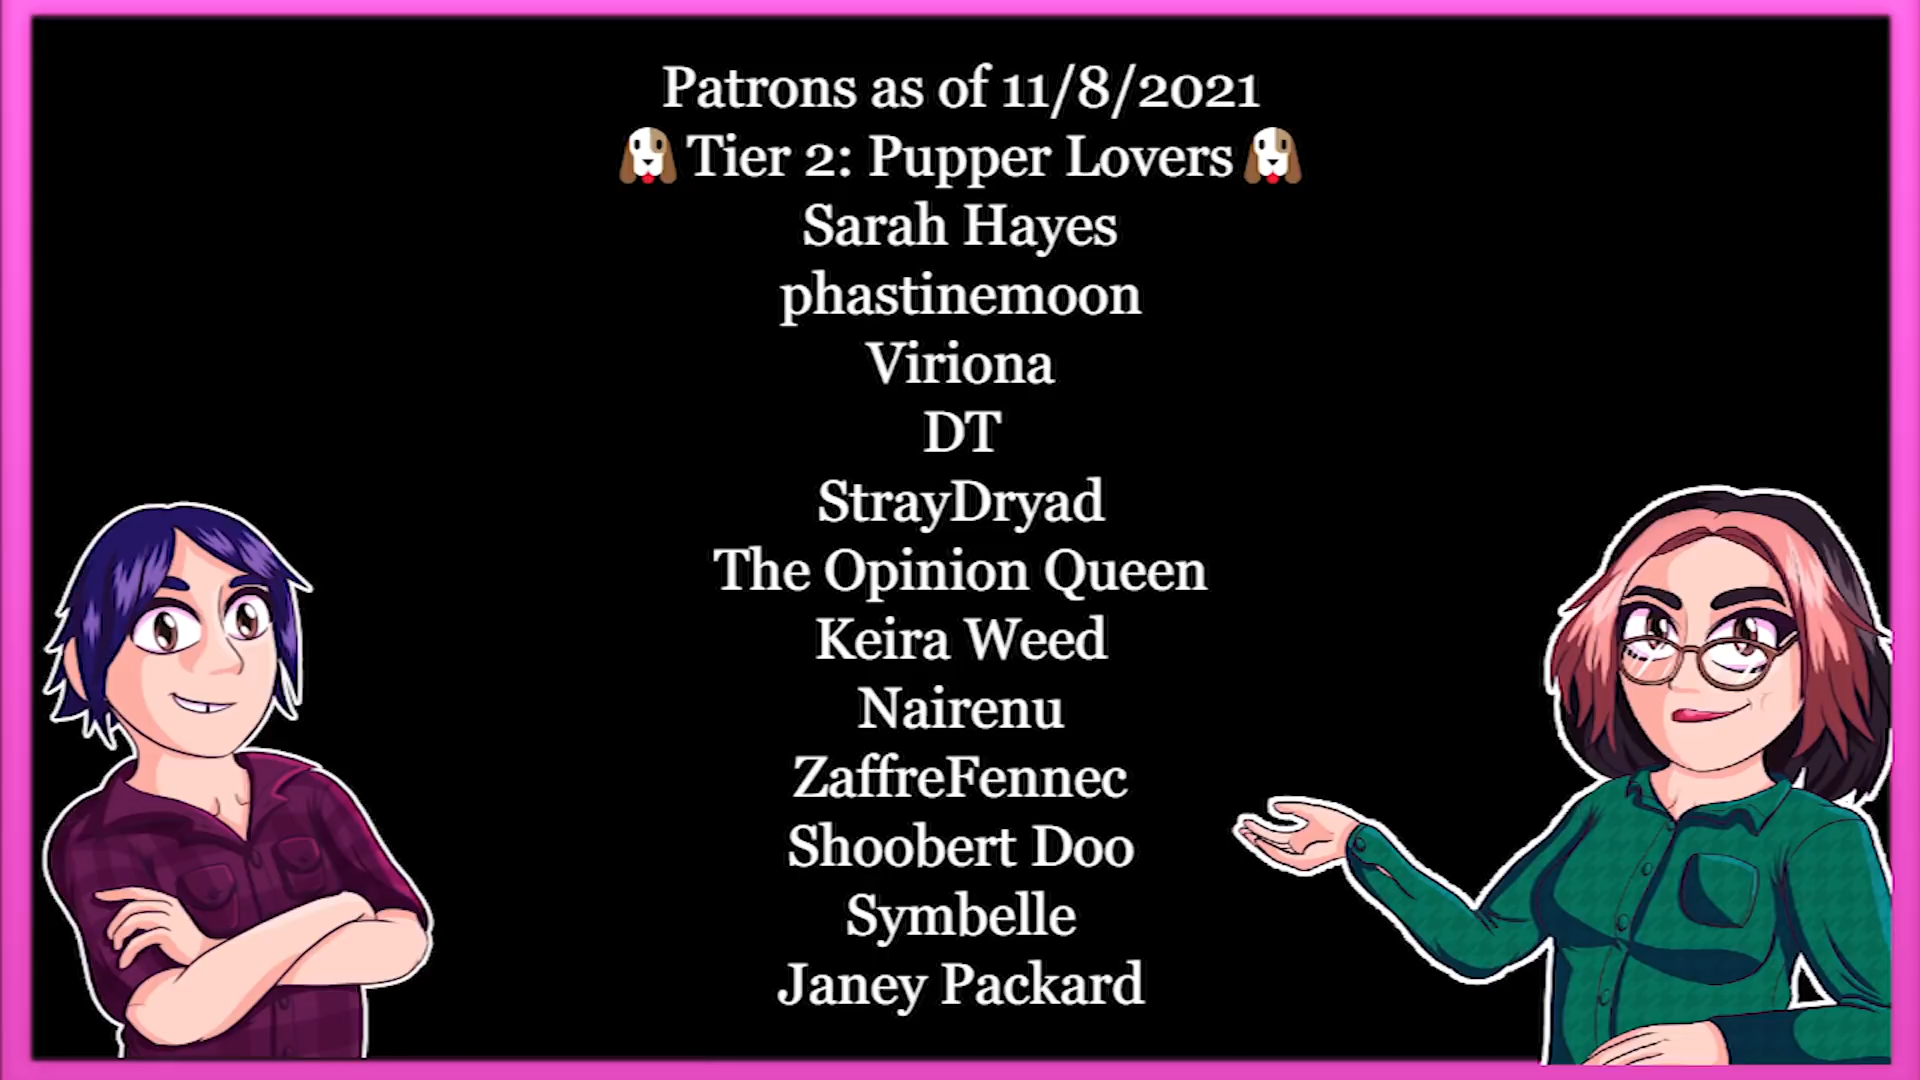 Patrons as of 11/8/2021
🐶 Tier 2: Pupper Lovers 🐶
Sarah Hayes
phastinemoon
Viriona
DT
StrayDryad
The Opinion Queen
Keira Weed
Nairenu
ZaffreFennec
Shoobert Doo
Symbelle
Janey Packard